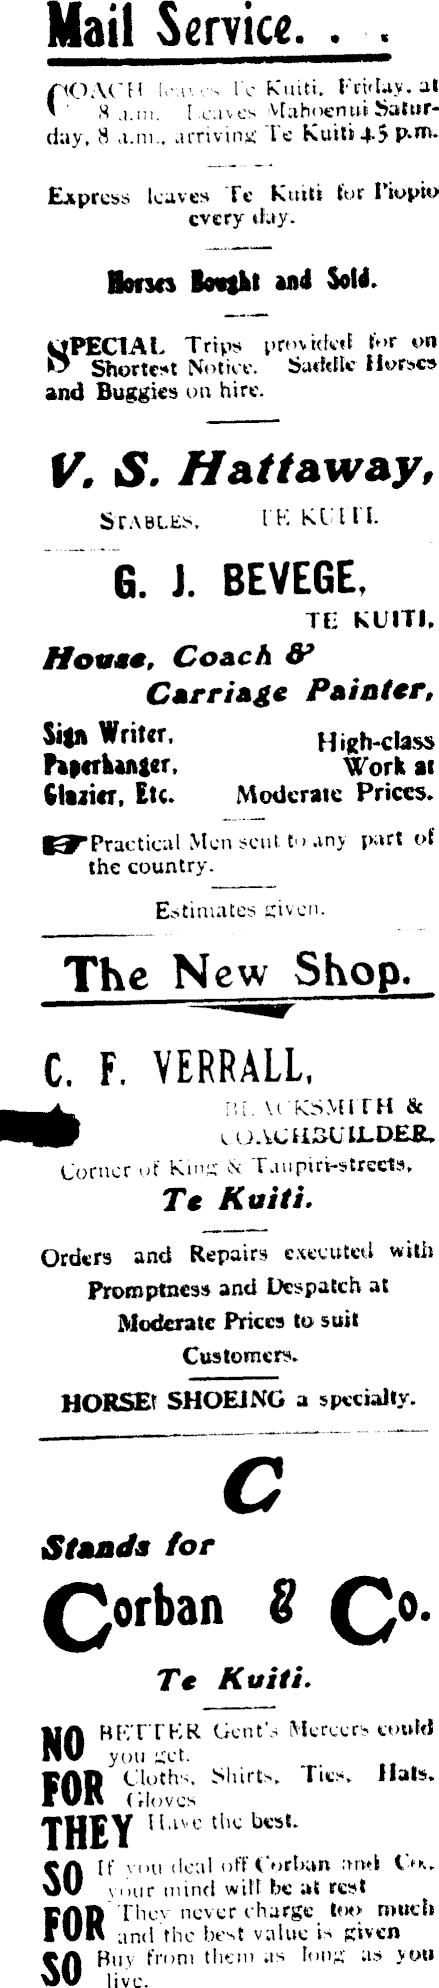 Mail Service. . .
COACH leaves Te Kuiti, Friday, at
8 a.m. Leaves Mahoenui Satur-
day, 8 a.m., arriving Te Kuiti 4.5 p.m.
Express leaves Te Kuiti for Piopio
every day.
Horses Bought and Sold.
SPECIAL Trips provided for on
Shortest Notice. Saddle Horses
and Buggies on hire.
V. S. Hattaway,
STABLES, TE KUITI.
G. J. BEVEGE,
TE KUITI,
House, Coach &
Carriage Painter,
Sign Writer, High-class
Paperhanger, Work at
Glazier, Etc. Moderate Prices.
Practical Men sent to any part of
the country.
Estimates given.
The New Shop.
C. F. VERRALL,
BLACKSMITH &
COACHBUILDER,
Corner of King & Taupiri-streets,
Te Kuiti.
Orders and Repairs executed with
Promptness and Despatch at
Moderate Prices to suit
Customers.
HORSE SHOEING a specialty.
C
Stands for
Corban & Co.
Te Kuiti.
NO BETTER Gent's Mercers could
you get.
FOR Cloths, Shirts, Ties, Hats,
Gloves
THEY Have the best.
SO If you deal off Corban and Co.,
your mind will be at rest
FOR They never charge too much
and the best value is given
SO Buy from them as long as you
live.